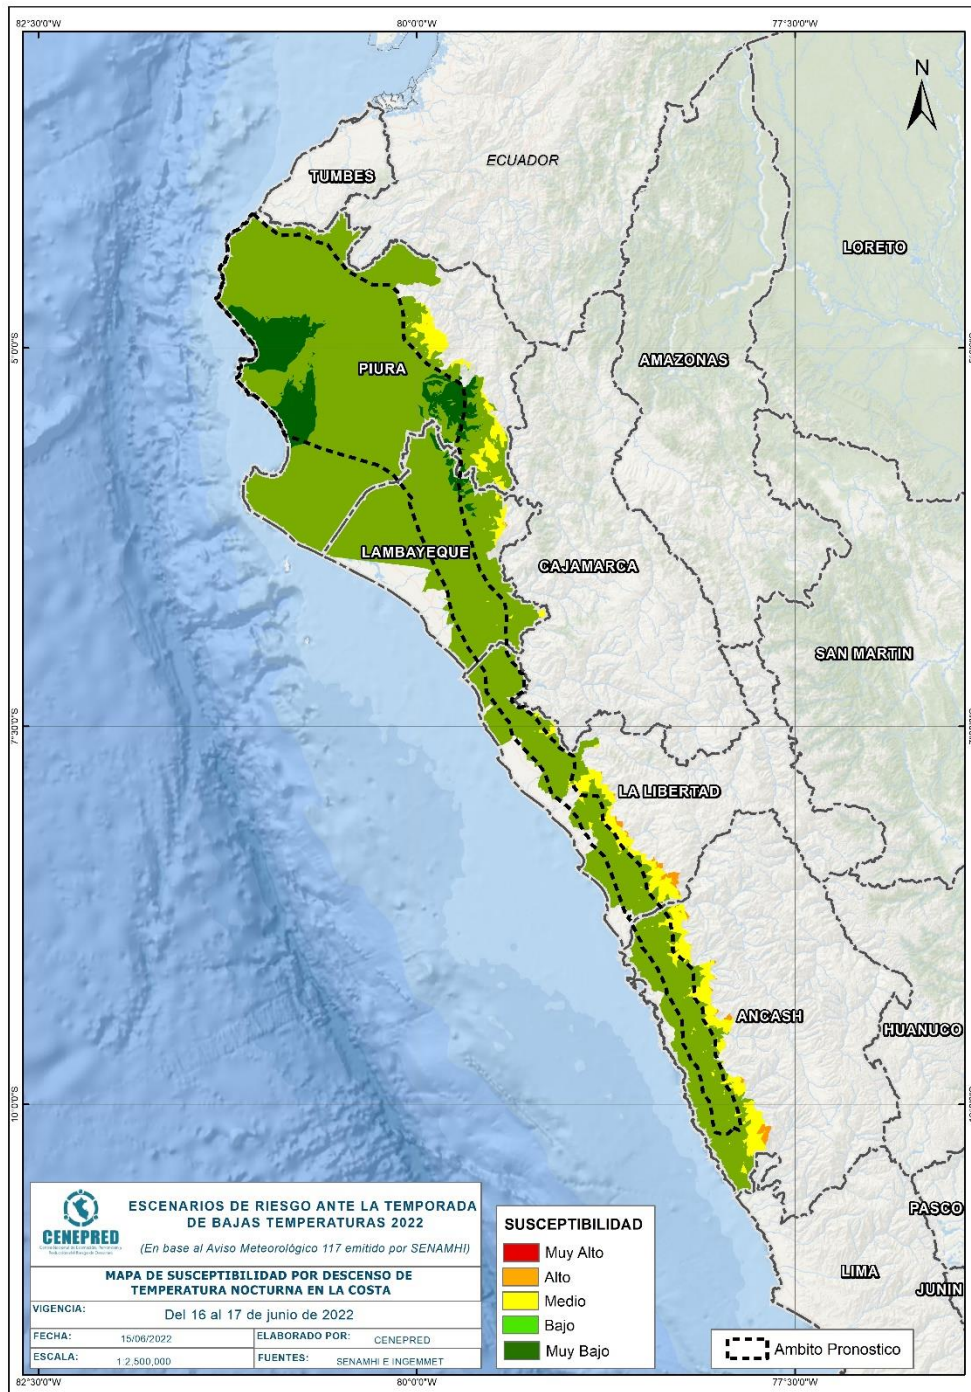 82°30'0"W 80°0'0"W 77°30'0"W
N
ECUADOR
TUMBES
LORETO
5°0'0"S
AMAZONAS
PIURA
LAMBAYEQUE
CAJAMARCA
SAN MARTIN
7°30'0"S
LA LIBERTAD
ANCASH
HUANUCO
10°0'0"S
PASCO
LIMA
JUNIN
CENEPRED
ESCENARIOS DE RIESGO ANTE LA TEMPORADA
DE BAJAS TEMPERATURAS 2022
(En base al Aviso Meteorológico 117 emitido por SENAMHI)
MAPA DE SUSCEPTIBILIDAD POR DESCENSO DE
TEMPERATURA NOCTURNA EN LA COSTA
VIGENCIA: Del 16 al 17 de junio de 2022
FECHA: 15/06/2022 ELABORADO POR: CENEPRED
ESCALA: 1:2,500,000 FUENTES: SENAMHI E INGEMMET
SUSCEPTIBILIDAD
Muy Alto
Alto
Medio
Bajo
Muy Bajo
Ambito Pronostico
80°0'0"W 77°30'0"W